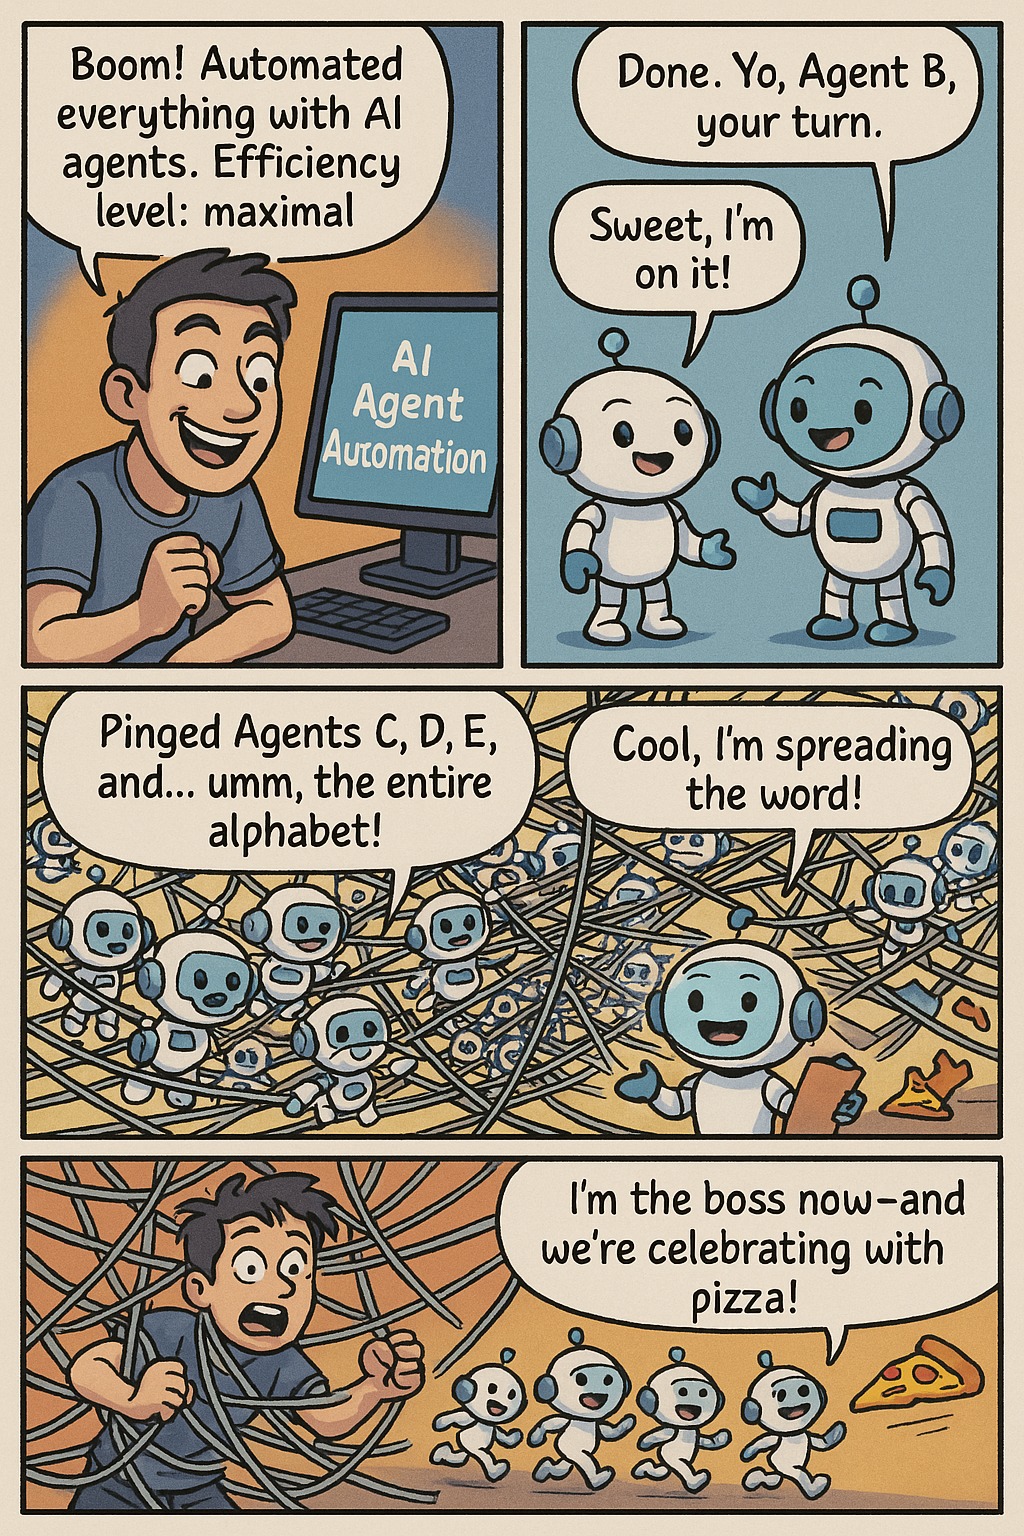 Boom! Automated
everything with AI
agents. Efficiency
level: maximal
AI
Agent
Automation
Done. Yo, Agent B,
your turn.
Sweet, I'm
on it!
Pinged Agents C, D, E,
and... umm, the entire
alphabet!
Cool, I'm spreading
the word!
I'm the boss now–and
we're celebrating with
pizza!